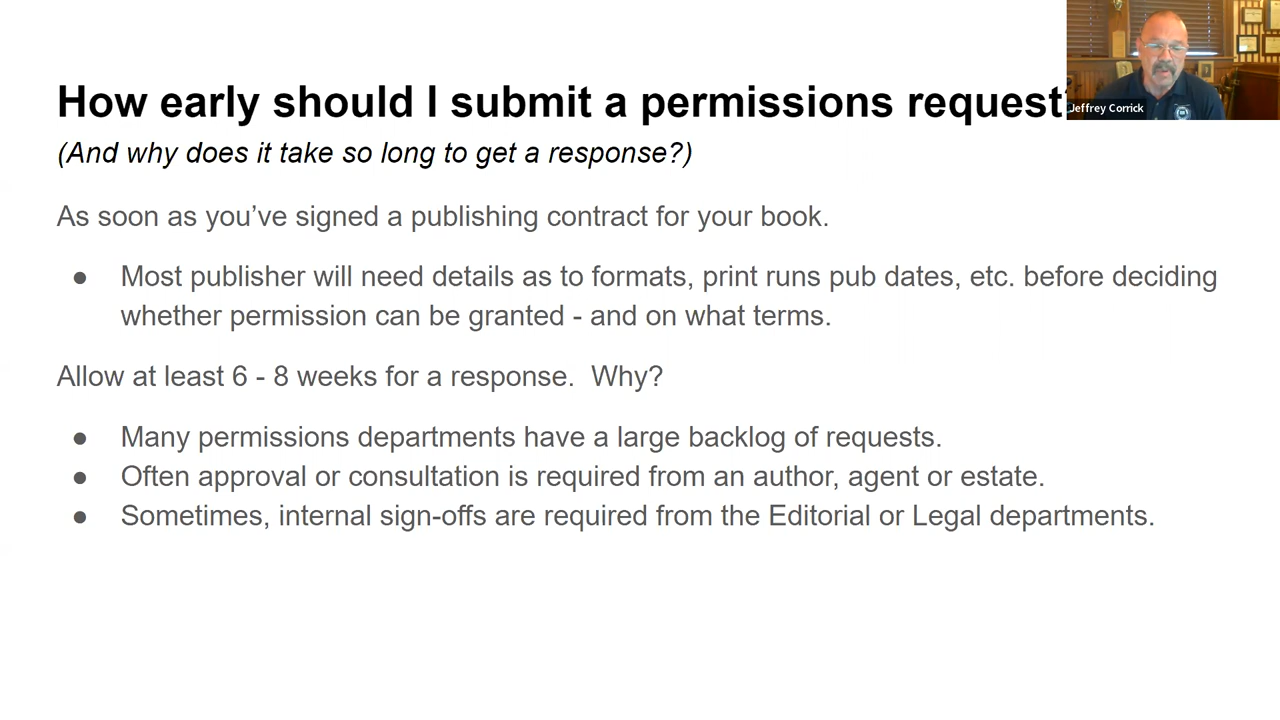 How early should I submit a permissions request?
Jeffrey Corrick
(And why does it take so long to get a response?)
As soon as you’ve signed a publishing contract for your book.
● Most publisher will need details as to formats, print runs pub dates, etc. before deciding
whether permission can be granted - and on what terms.
Allow at least 6 - 8 weeks for a response.  Why?
● Many permissions departments have a large backlog of requests.
● Often approval or consultation is required from an author, agent or estate.
● Sometimes, internal sign-offs are required from the Editorial or Legal departments.